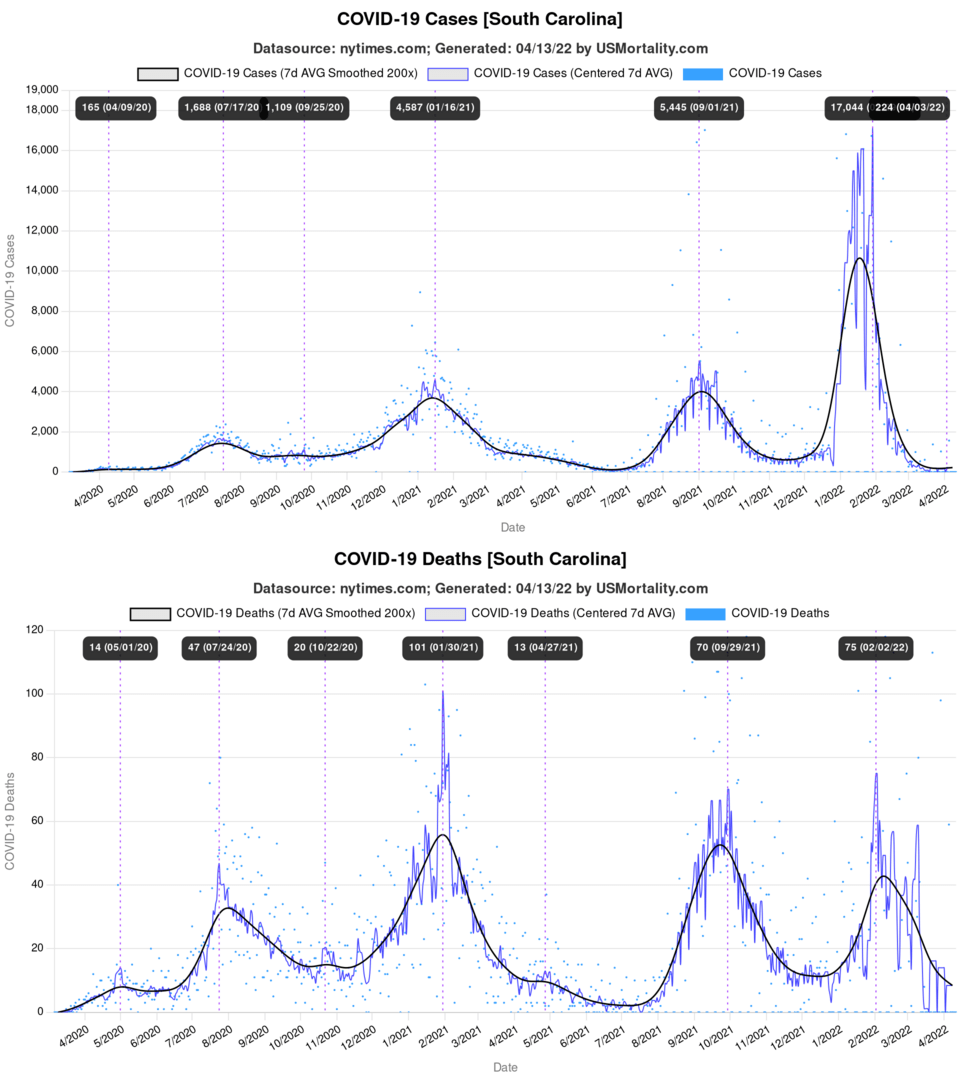 COVID-19 Cases [South Carolina]
Datasource: nytimes.com; Generated: 04/13/22 by USMortality.com
COVID-19 Cases (7d AVG Smoothed 200x) COVID-19 Cases (Centered 7d AVG) COVID-19 Cases
19,000
18,000
165 (04/09/20) 1,688 (07/17/20 1,109 (09/25/20) 4,587 (01/16/21) 5,445 (09/01/21) 17,044 ( 224 (04/03/22)
16,000
14,000
12,000
10,000
8,000
6,000
4,000
2,000
0
COVID-19 Cases
4/2020 5/2020 6/2020 7/2020 8/2020 9/2020 10/2020 11/2020 12/2020 1/2021 2/2021 3/2021 4/2021 5/2021 6/2021 7/2021 8/2021 9/2021 10/2021 11/2021 12/2021 1/2022 2/2022 3/2022 4/2022
Date
COVID-19 Deaths [South Carolina]
Datasource: nytimes.com; Generated: 04/13/22 by USMortality.com
COVID-19 Deaths (7d AVG Smoothed 200x) COVID-19 Deaths (Centered 7d AVG) COVID-19 Deaths
120
14 (05/01/20) 47 (07/24/20) 20 (10/22/20) 101 (01/30/21) 13 (04/27/21) 70 (09/29/21) 75 (02/02/22)
100
80
60
40
20
0
COVID-19 Deaths
4/2020 5/2020 6/2020 7/2020 8/2020 9/2020 10/2020 11/2020 12/2020 1/2021 2/2021 3/2021 4/2021 5/2021 6/2021 7/2021 8/2021 9/2021 10/2021 11/2021 12/2021 1/2022 2/2022 3/2022 4/2022
Date